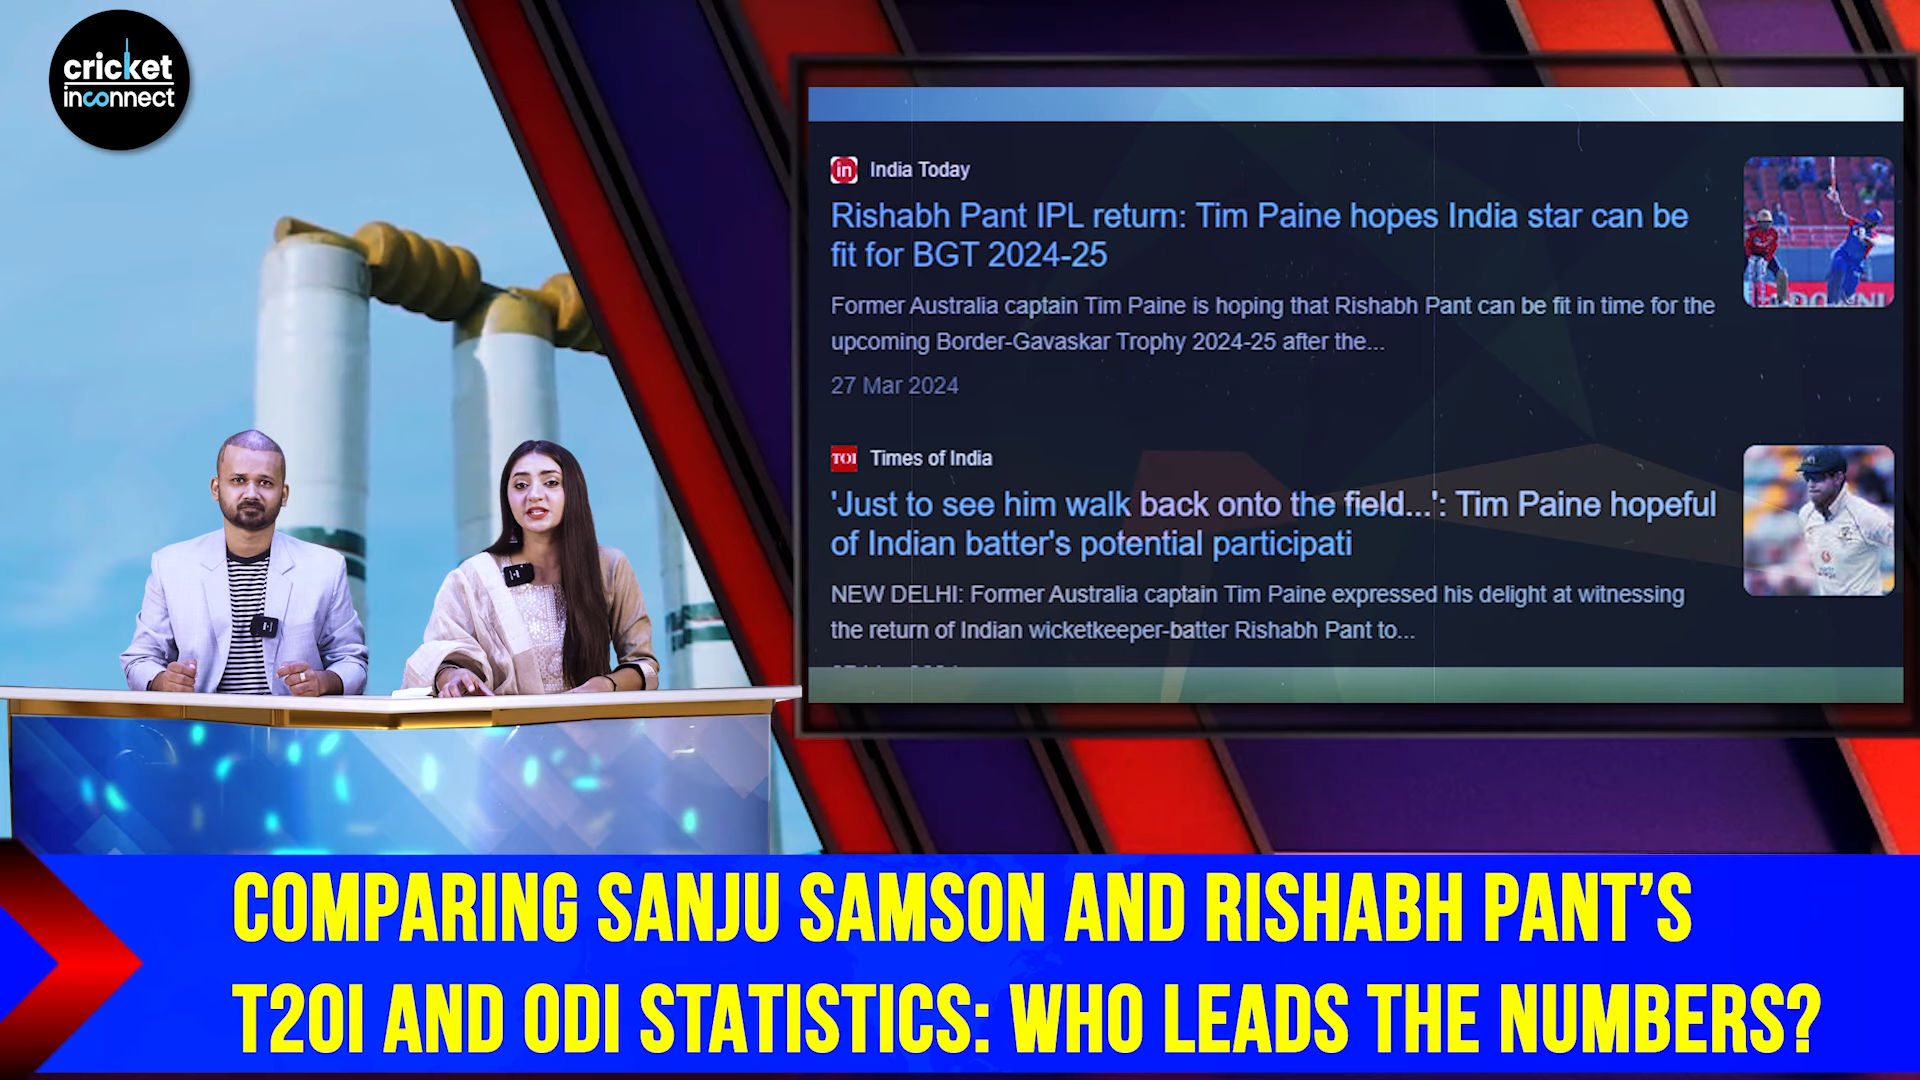 cricket
inconnect
India Today
Rishabh Pant IPL return: Tim Paine hopes India star can be
fit for BGT 2024-25
Former Australia captain Tim Paine is hoping that Rishabh Pant can be fit in time for the
upcoming Border-Gavaskar Trophy 2024-25 after the...
27 Mar 2024
TOI Times of India
'Just to see him walk back onto the field...': Tim Paine hopeful
of Indian batter's potential participati
NEW DELHI: Former Australia captain Tim Paine expressed his delight at witnessing
the return of Indian wicketkeeper-batter Rishabh Pant to...
COMPARING SANJU SAMSON AND RISHABH PANT'S
T20I AND ODI STATISTICS: WHO LEADS THE NUMBERS?